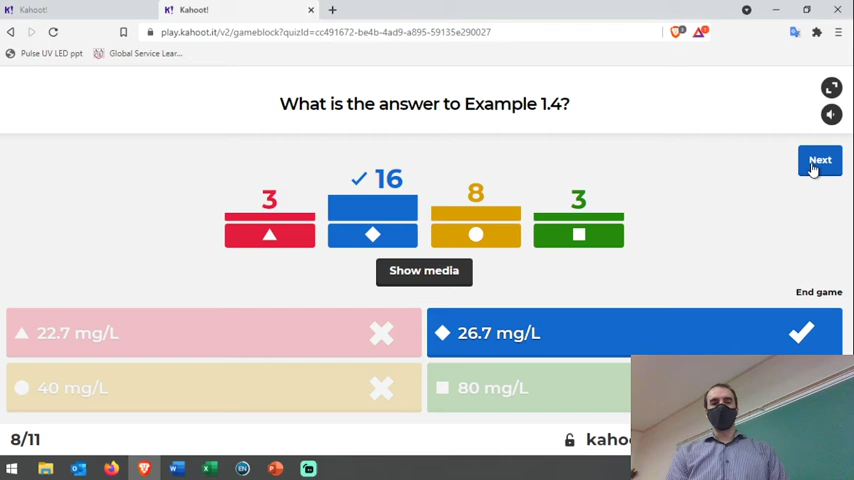 K! Kahoot!
K! Kahoot!
play.kahoot.it/v2/gameblock?quizId=cc491672-be4b-4ad9-a895-59135e290027
Pulse UV LED ppt
Global Service Lear...
What is the answer to Example 1.4?
Next
3
16
8
3
Show media
End game
22.7 mg/L
26.7 mg/L
40 mg/L
80 mg/L
8/11
kahoo